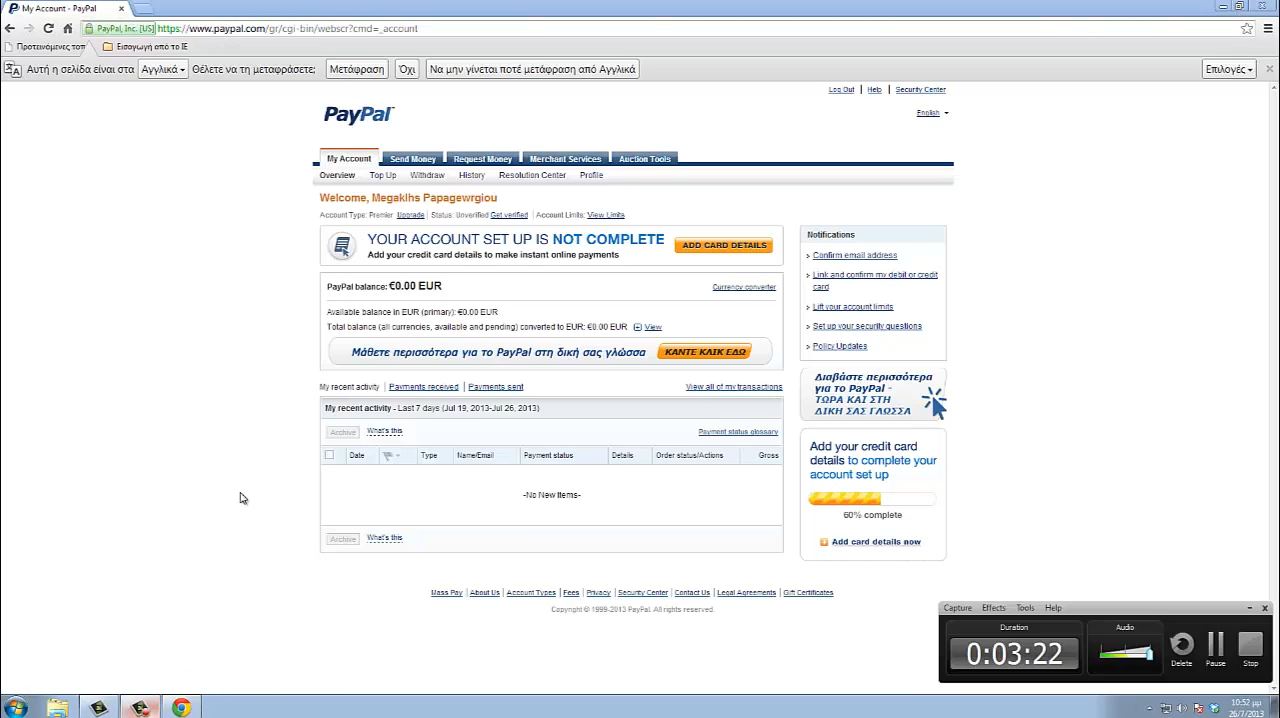 My Account - PayPal
PayPal, Inc. [US] https://www.paypal.com/gr/cgi-bin/webscr?cmd=_account
Προτεινόμενες τοπ Εισαγωγή από το IE
Αυτή η σελίδα είναι στα Αγγλικά Θέλετε να τη μεταφράσετε; Μετάφραση Όχι Να μην γίνεται ποτέ μετάφραση από Αγγλικά Επιλογές
Log Out | Help | Security Center
PayPal
English
My Account Send Money Request Money Merchant Services Auction Tools
Overview Top Up Withdraw History Resolution Center Profile
Welcome, Megaklhs Papagewrgiou
Account Type: Premier Upgrade | Status: Unverified Get verified | Account Limits: View Limits
YOUR ACCOUNT SET UP IS NOT COMPLETE
Add your credit card details to make instant online payments
ADD CARD DETAILS
PayPal balance: €0.00 EUR
Currency converter
Available balance in EUR (primary): €0.00 EUR
Total balance (all currencies, available and pending) converted to EUR: €0.00 EUR View
Μάθετε περισσότερα για το PayPal στη δική σας γλώσσα ΚΑΝΤΕ ΚΛΙΚ ΕΔΩ
My recent activity | Payments received | Payments sent
View all of my transactions
My recent activity - Last 7 days (Jul 19, 2013-Jul 26, 2013)
Archive What's this
Payment status glossary
Date Type Name/Email Payment status Details Order status/Actions Gross
-No New Items-
Archive What's this
Notifications
Confirm email address
Link and confirm my debit or credit
card
Lift your account limits
Set up your security questions
Policy Updates
Διαβάστε περισσότερα
για το PayPal -
ΤΩΡΑ ΚΑΙ ΣΤΗ
ΔΙΚΗ ΣΑΣ ΓΛΩΣΣΑ
Add your credit card
details to complete your
account set up
60% complete
Add card details now
Mass Pay | About Us | Account Types | Fees | Privacy | Security Center | Contact Us | Legal Agreements | Gift Certificates
Copyright © 1999-2013 PayPal. All rights reserved.
Capture Effects Tools Help
Duration
0:03:22
Audio
Delete Pause Stop
10:52 μμ
26/7/2013